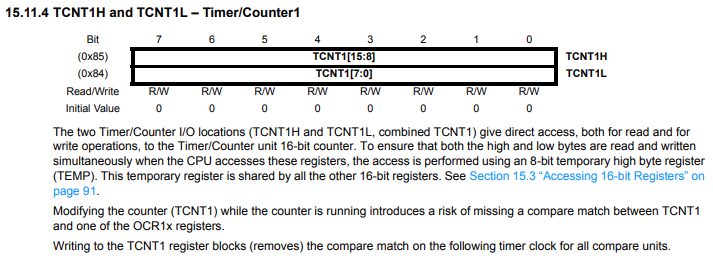 15.11.4 TCNT1H and TCNT1L – Timer/Counter1
Bit 7 6 5 4 3 2 1 0
(0x85) TCNT1[15:8] TCNT1H
(0x84) TCNT1[7:0] TCNT1L
Read/Write R/W R/W R/W R/W R/W R/W R/W R/W
Initial Value 0 0 0 0 0 0 0 0
The two Timer/Counter I/O locations (TCNT1H and TCNT1L, combined TCNT1) give direct access, both for read and for
write operations, to the Timer/Counter unit 16-bit counter. To ensure that both the high and low bytes are read and written
simultaneously when the CPU accesses these registers, the access is performed using an 8-bit temporary high byte register
(TEMP). This temporary register is shared by all the other 16-bit registers. See Section 15.3 “Accessing 16-bit Registers” on
page 91.
Modifying the counter (TCNT1) while the counter is running introduces a risk of missing a compare match between TCNT1
and one of the OCR1x registers.
Writing to the TCNT1 register blocks (removes) the compare match on the following timer clock for all compare units.